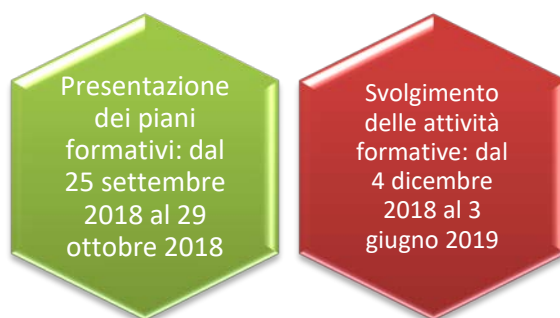 Presentazione
dei piani
formativi: dal
25 settembre
2018 al 29
ottobre 2018
Svolgimento
delle attività
formative: dal
4 dicembre
2018 al 3
giugno 2019